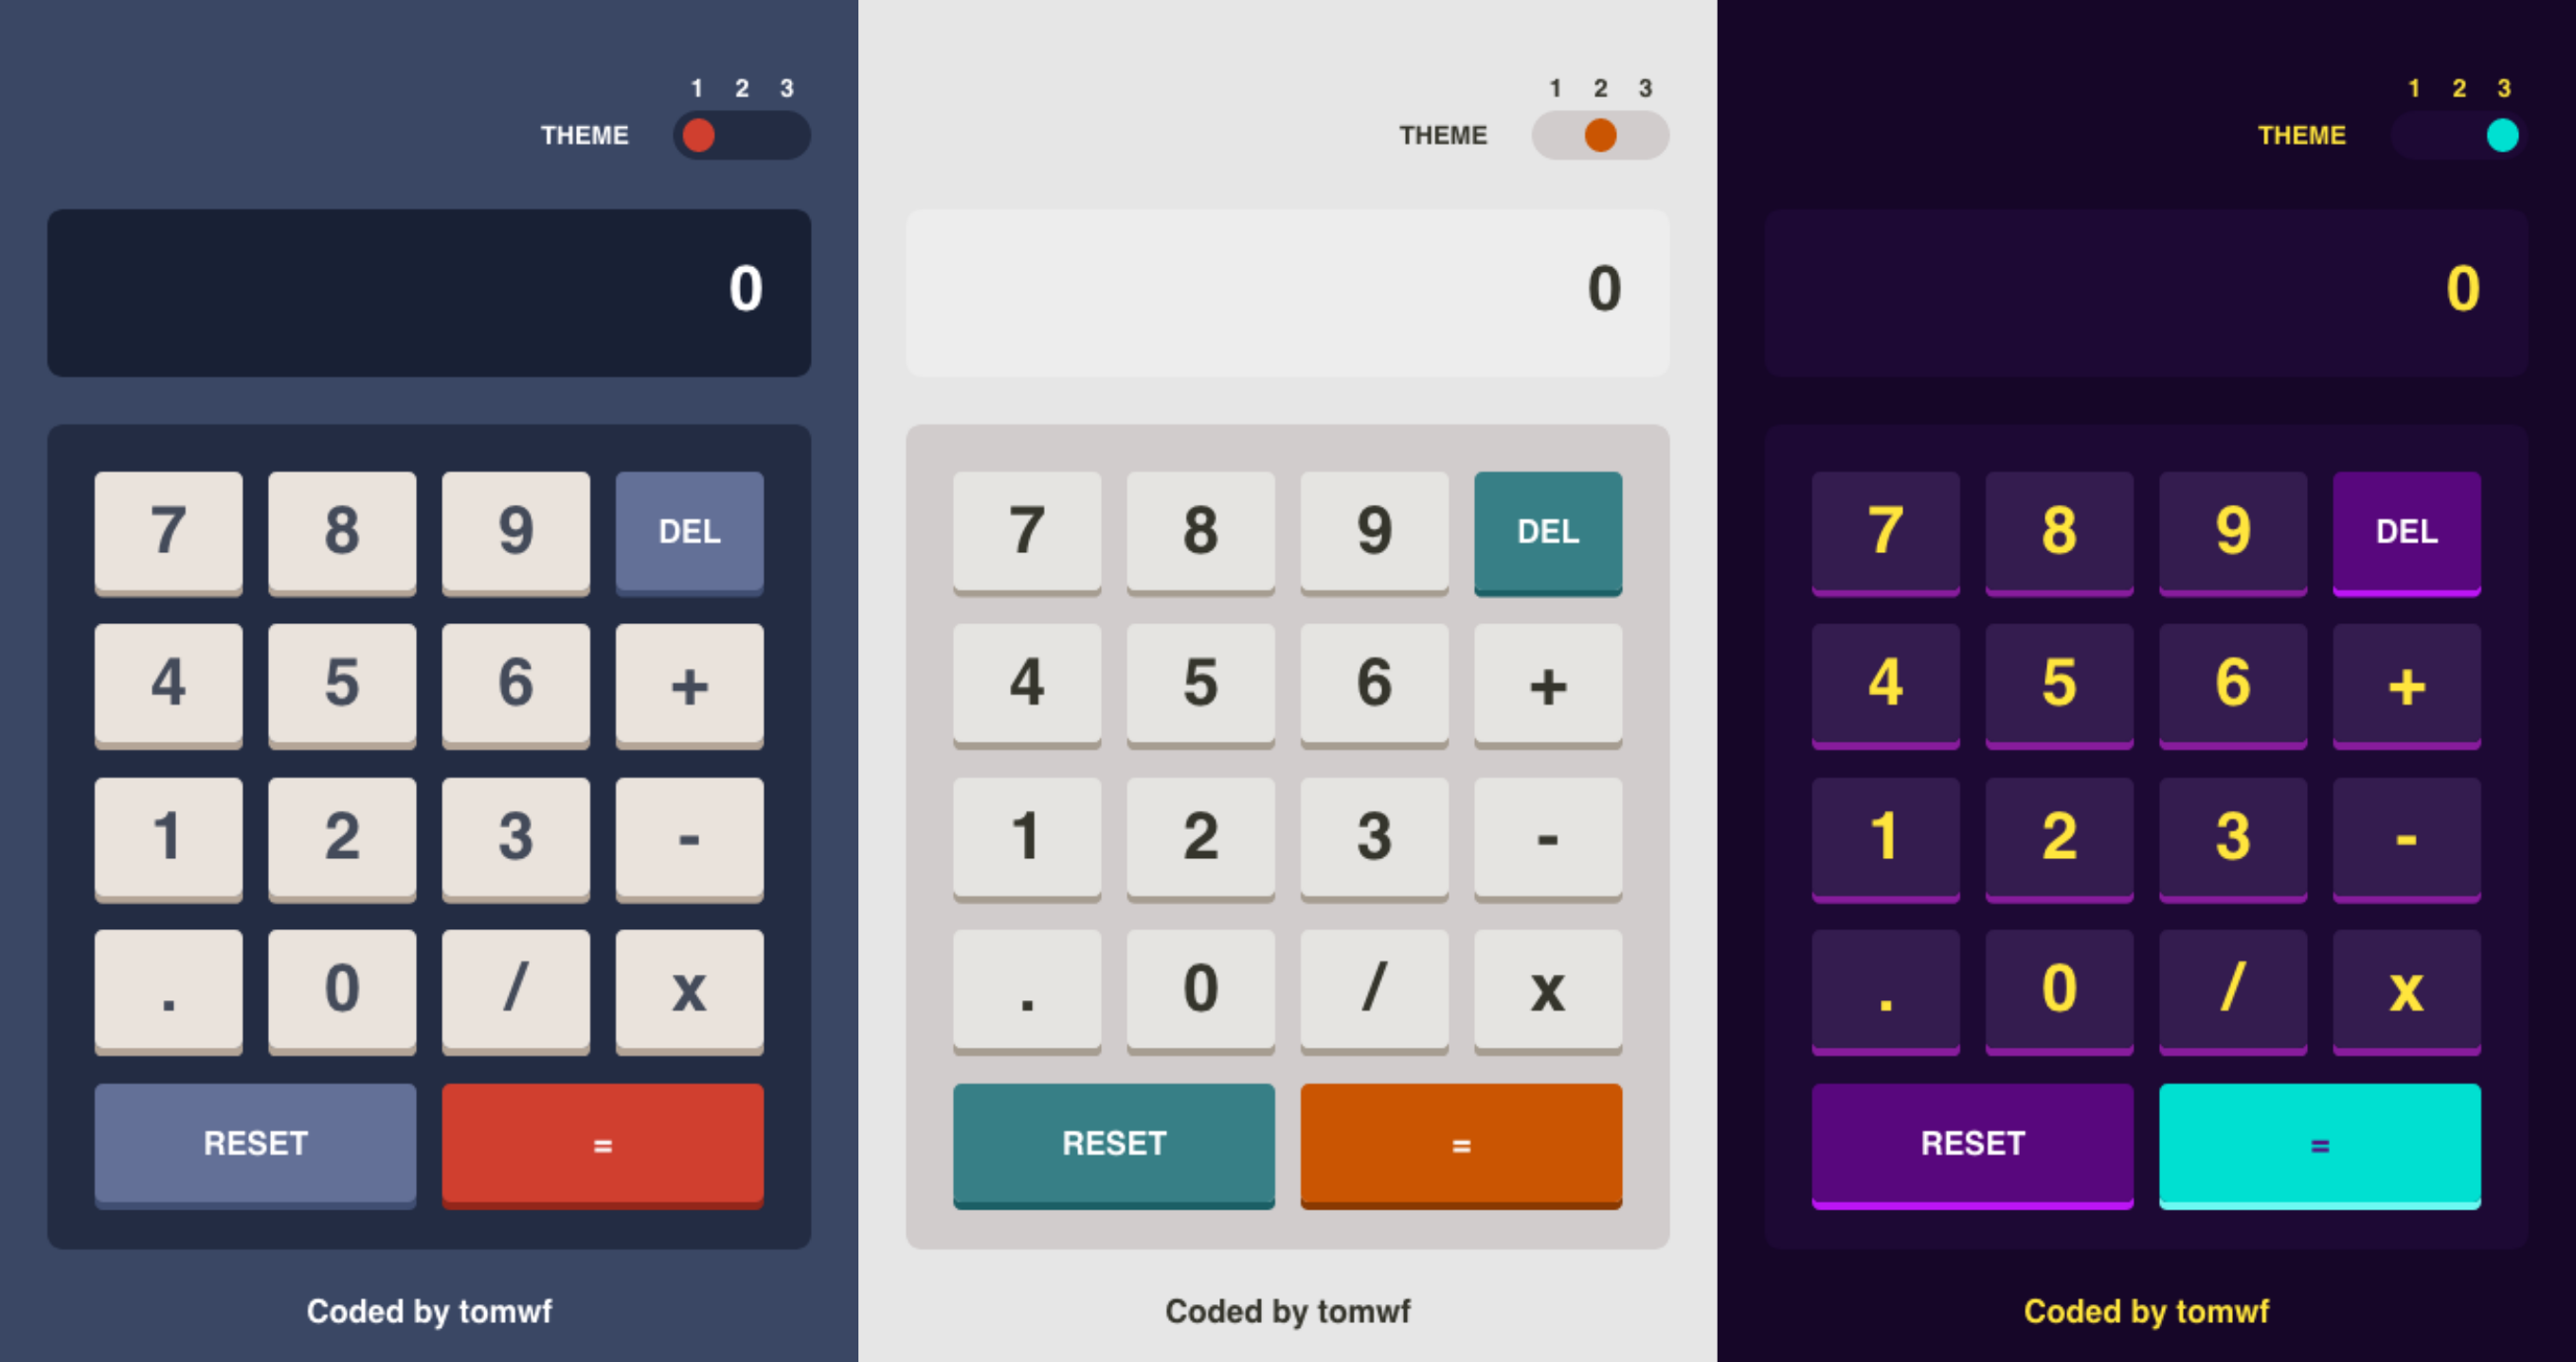 1 2 3
THEME
0
7 8 9 DEL
4 5 6 +
1 2 3 -
. 0 / x
RESET =
Coded by tomwf
1 2 3
THEME
0
7 8 9 DEL
4 5 6 +
1 2 3 -
. 0 / x
RESET =
Coded by tomwf
1 2 3
THEME
0
7 8 9 DEL
4 5 6 +
1 2 3 -
. 0 / x
RESET =
Coded by tomwf